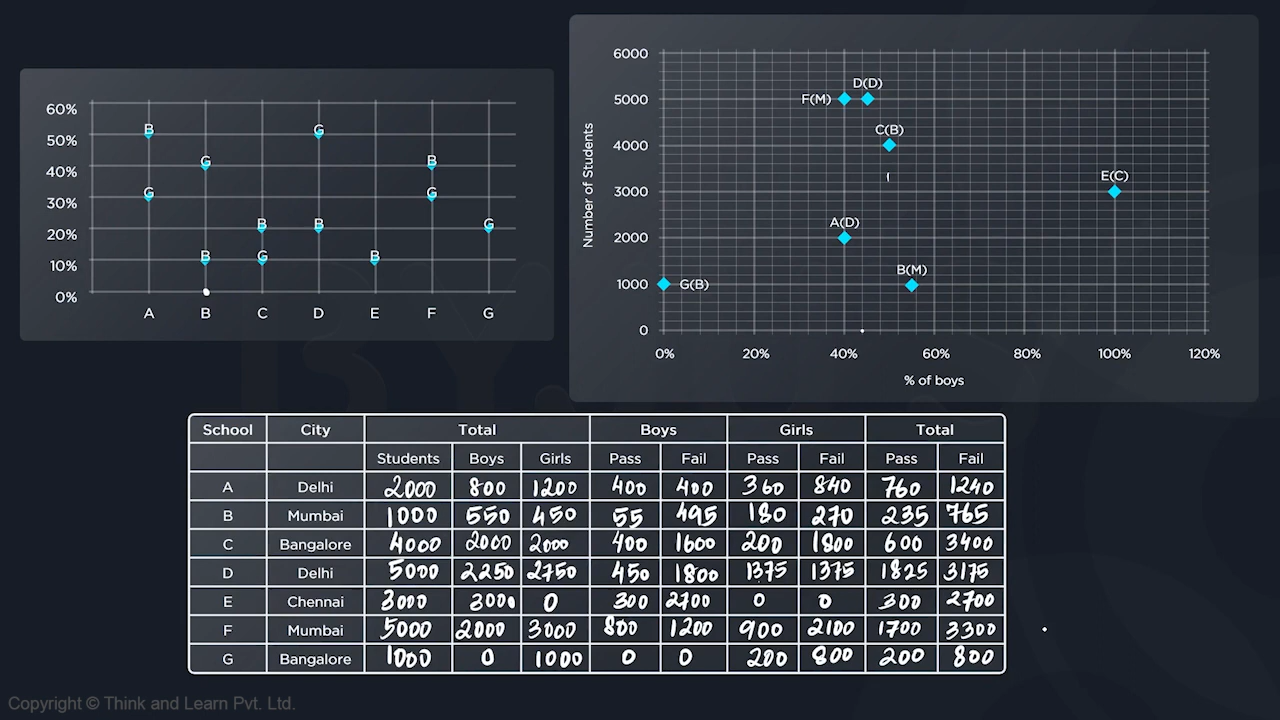 60%
50%
40%
30%
20%
10%
0%
B G
G B
G G
B B G
B G B
A B C D E F G
Number of Students
6000
5000
4000
3000
2000
1000
0
D(D)
F(M)
C(B)
E(C)
A(D)
B(M)
G(B)
0% 20% 40% 60% 80% 100% 120%
% of boys
School City Total Boys Girls Total
Students Boys Girls Pass Fail Pass Fail Pass Fail
A Delhi 2000 800 1200 400 400 360 840 760 1240
B Mumbai 1000 550 450 55 495 180 270 235 765
C Bangalore 4000 2000 2000 400 1600 200 1800 600 3400
D Delhi 5000 2250 2750 450 1800 1375 1375 1825 3175
E Chennai 3000 3000 0 300 2700 0 0 300 2700
F Mumbai 5000 2000 3000 800 1200 900 2100 1700 3300
G Bangalore 1000 0 1000 0 0 200 800 200 800
Copyright © Think and Learn Pvt. Ltd.